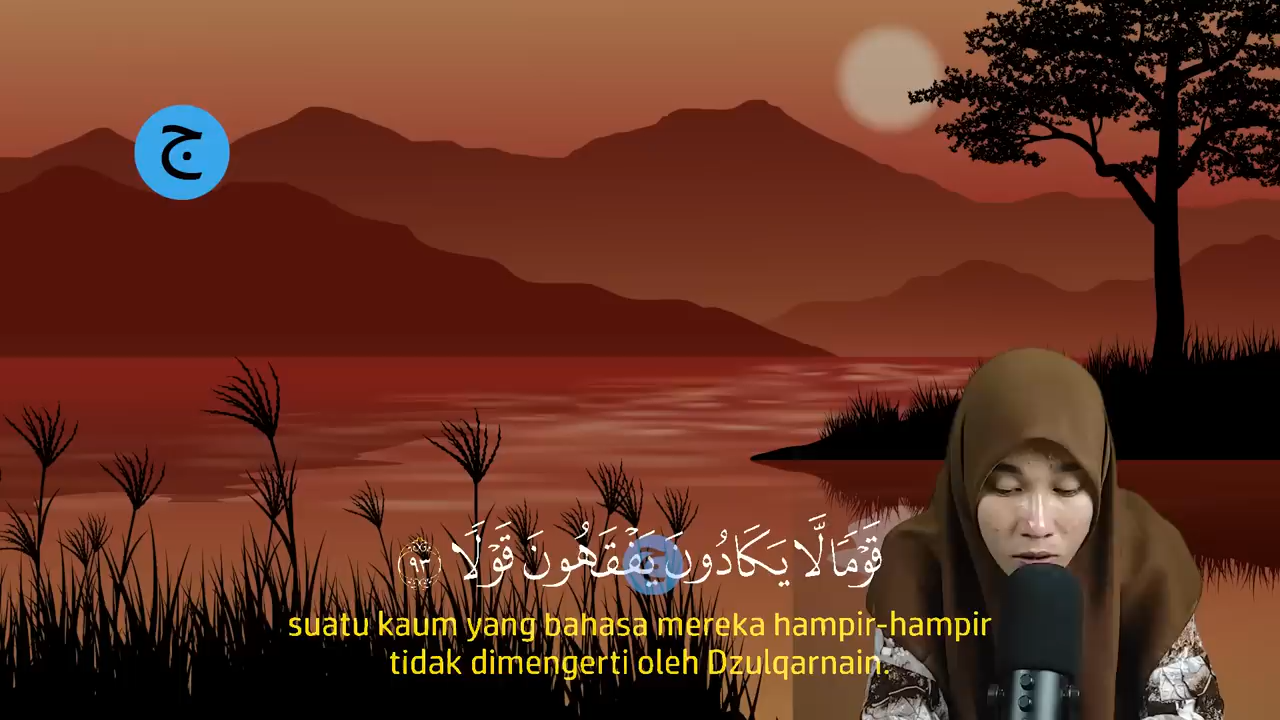 ج
قَوْمًا لَّا يَكَادُونَ يَفْقَهُونَ قَوْلًا ٩٣
suatu kaum yang bahasa mereka hampir-hampir
tidak dimengerti oleh Dzulqarnain.